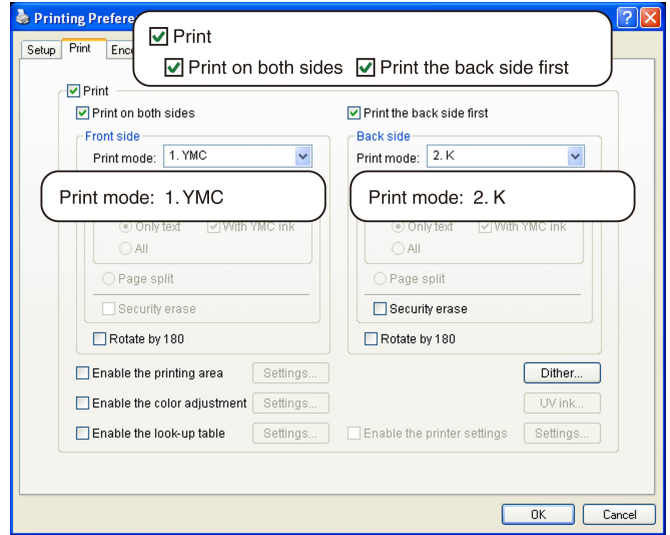 Printing Prefere
Print
Print on both sides Print the back side first
Setup Print Enco
Print
Print on both sides Print the back side first
Front side Back side
Print mode: 1. YMC Print mode: 2. K
Print mode: 1. YMC Print mode: 2. K
Only text With YMC ink Only text With YMC ink
All All
Page split Page split
Security erase Security erase
Rotate by 180 Rotate by 180
Enable the printing area Settings... Dither...
Enable the color adjustment Settings... UV ink...
Enable the look-up table Settings... Enable the printer settings Settings...
OK Cancel